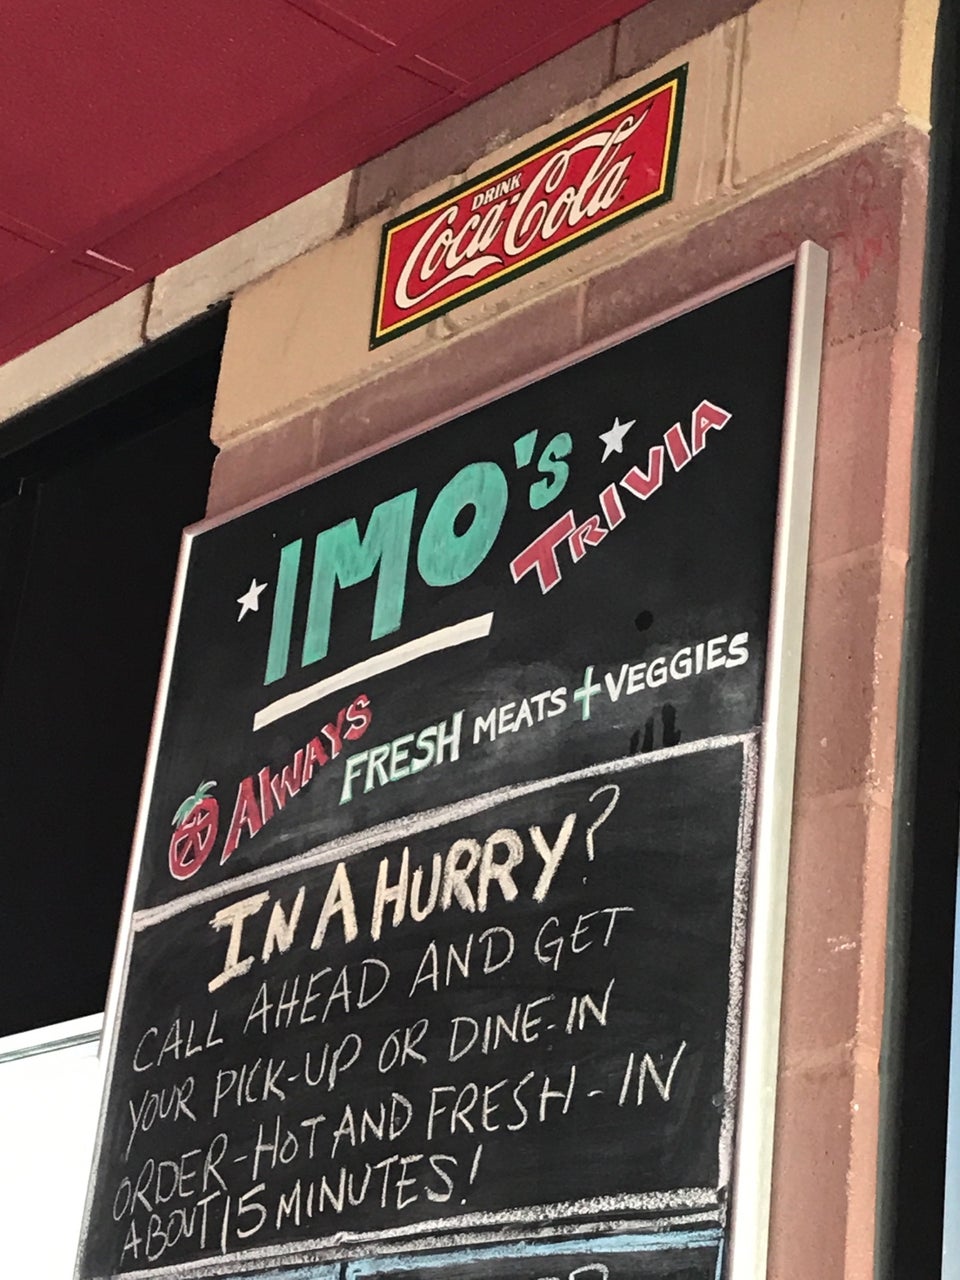 DRINK
Coca-Cola
IMO'S
TRIVIA
ALWAYS
FRESH MEATS + VEGGIES
IN A HURRY?
CALL AHEAD AND GET
YOUR PICK-UP OR DINE-IN
ORDER - HOT AND FRESH - IN
ABOUT 15 MINUTES!